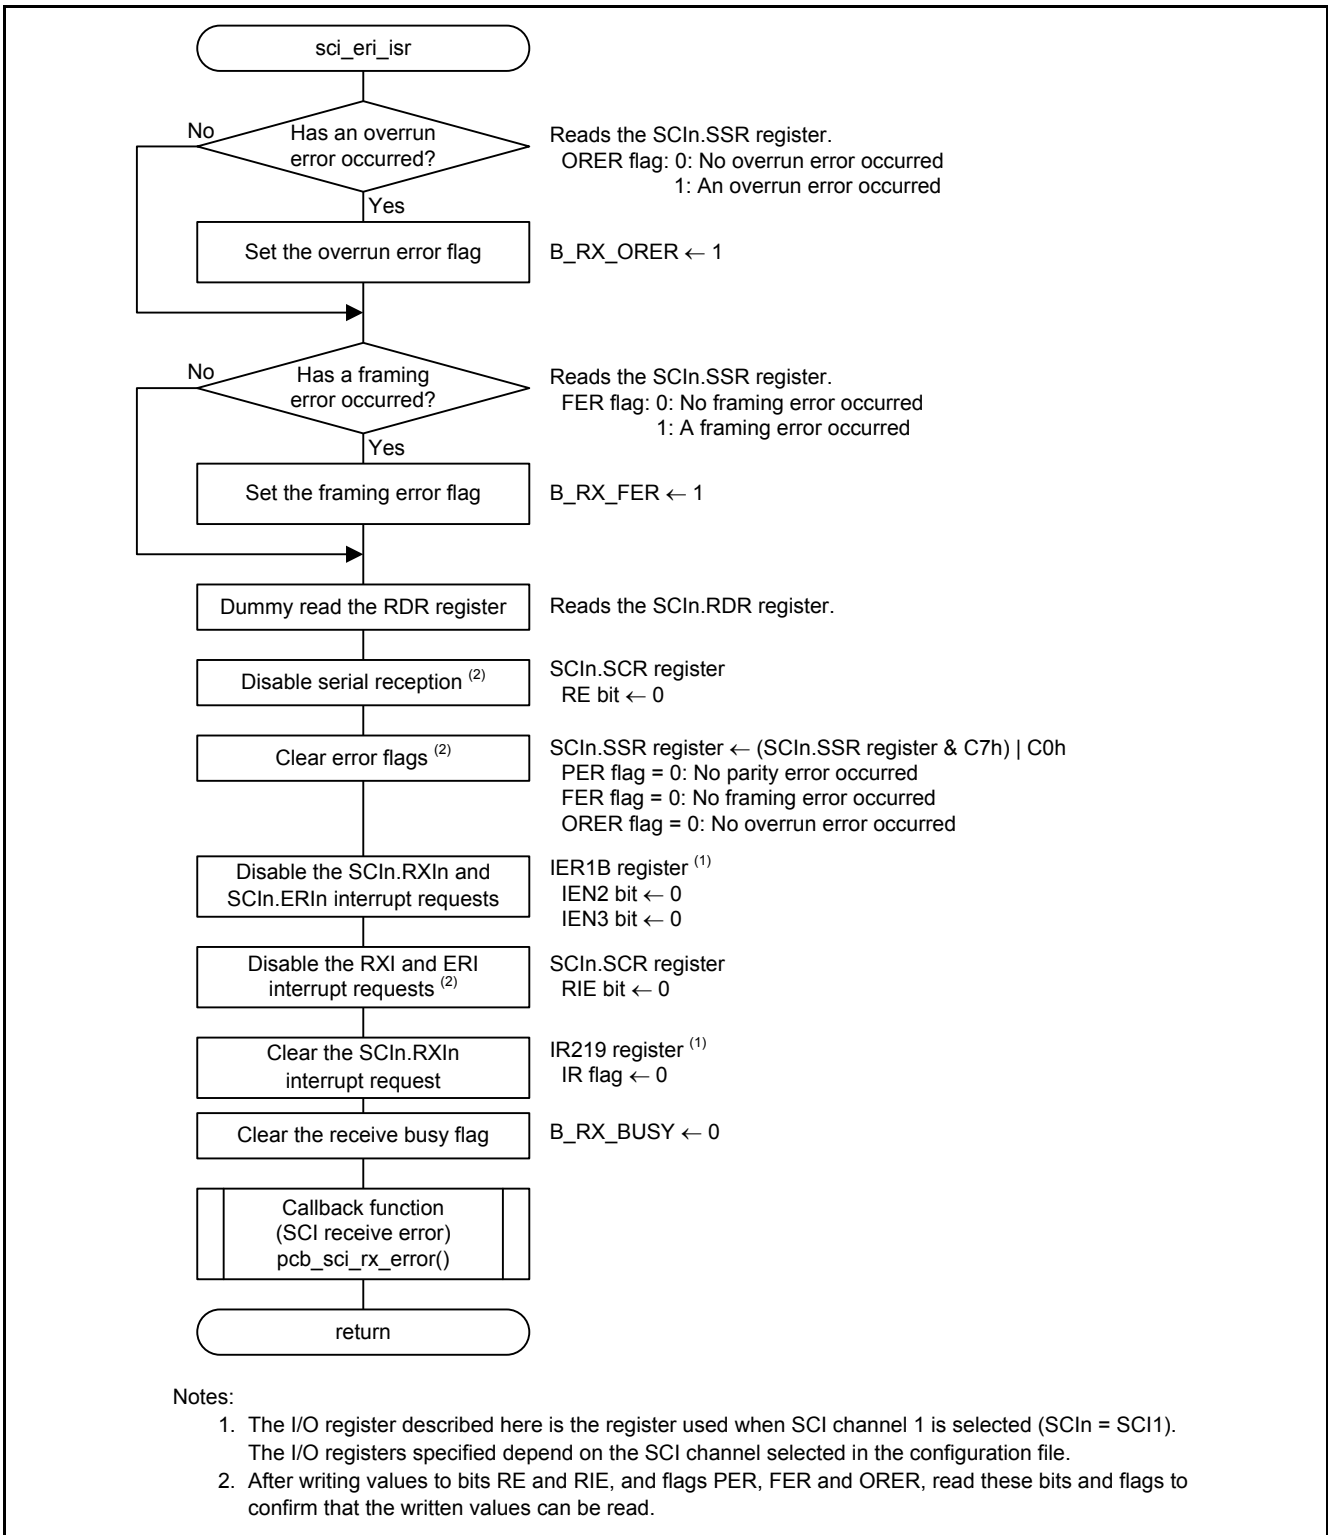 sci_eri_isr
No
Has an overrun
error occurred?
Reads the SCIn.SSR register.
ORER flag: 0: No overrun error occurred
1: An overrun error occurred
Yes
Set the overrun error flag
B_RX_ORER ← 1
No
Has a framing
error occurred?
Reads the SCIn.SSR register.
FER flag: 0: No framing error occurred
1: A framing error occurred
Yes
Set the framing error flag
B_RX_FER ← 1
Dummy read the RDR register
Reads the SCIn.RDR register.
Disable serial reception (2)
SCIn.SCR register
RE bit ← 0
Clear error flags (2)
SCIn.SSR register ← (SCIn.SSR register & C7h) | C0h
PER flag = 0: No parity error occurred
FER flag = 0: No framing error occurred
ORER flag = 0: No overrun error occurred
Disable the SCIn.RXIn and
SCIn.ERIn interrupt requests
IER1B register (1)
IEN2 bit ← 0
IEN3 bit ← 0
Disable the RXI and ERI
interrupt requests (2)
SCIn.SCR register
RIE bit ← 0
Clear the SCIn.RXIn
interrupt request
IR219 register (1)
IR flag ← 0
Clear the receive busy flag
B_RX_BUSY ← 0
Callback function
(SCI receive error)
pcb_sci_rx_error()
return
Notes:
1. The I/O register described here is the register used when SCI channel 1 is selected (SCIn = SCI1).
The I/O registers specified depend on the SCI channel selected in the configuration file.
2. After writing values to bits RE and RIE, and flags PER, FER and ORER, read these bits and flags to
confirm that the written values can be read.